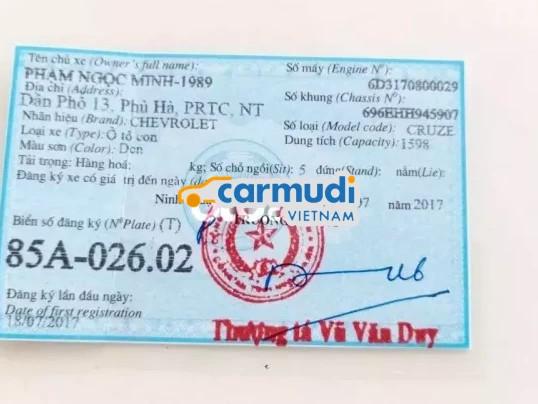 Tên chủ xe (Owner's full name):
PHẠM NGỌC MINH-1989
Địa chỉ (Address):
Dân Phố 13, Phủ Hà, PRTC, NT
Nhãn hiệu (Brand): CHEVROLET
Loại xe (Type): Ô tô con
Màu sơn (Color): Đen
Tải trọng: Hàng hoá: kg; Số chỗ ngồi(Sit): 5 đứng(Stand): nằm(Lie):
Đăng ký xe có giá trị đến ngày
Ninh 07 năm 2017
Biển số đăng ký (N° Plate) (T)
85A-026.02
Đăng ký lần đầu ngày:
Date of first registration
18/07/2017
Số máy (Engine N°):
6D3170800029
Số khung (Chassis N°):
696EHH945907
Số loại (Model code): CRUZE
Dung tích (Capacity): 1598
carmudi
VIETNAM
Thượng tá Vũ Văn Duy